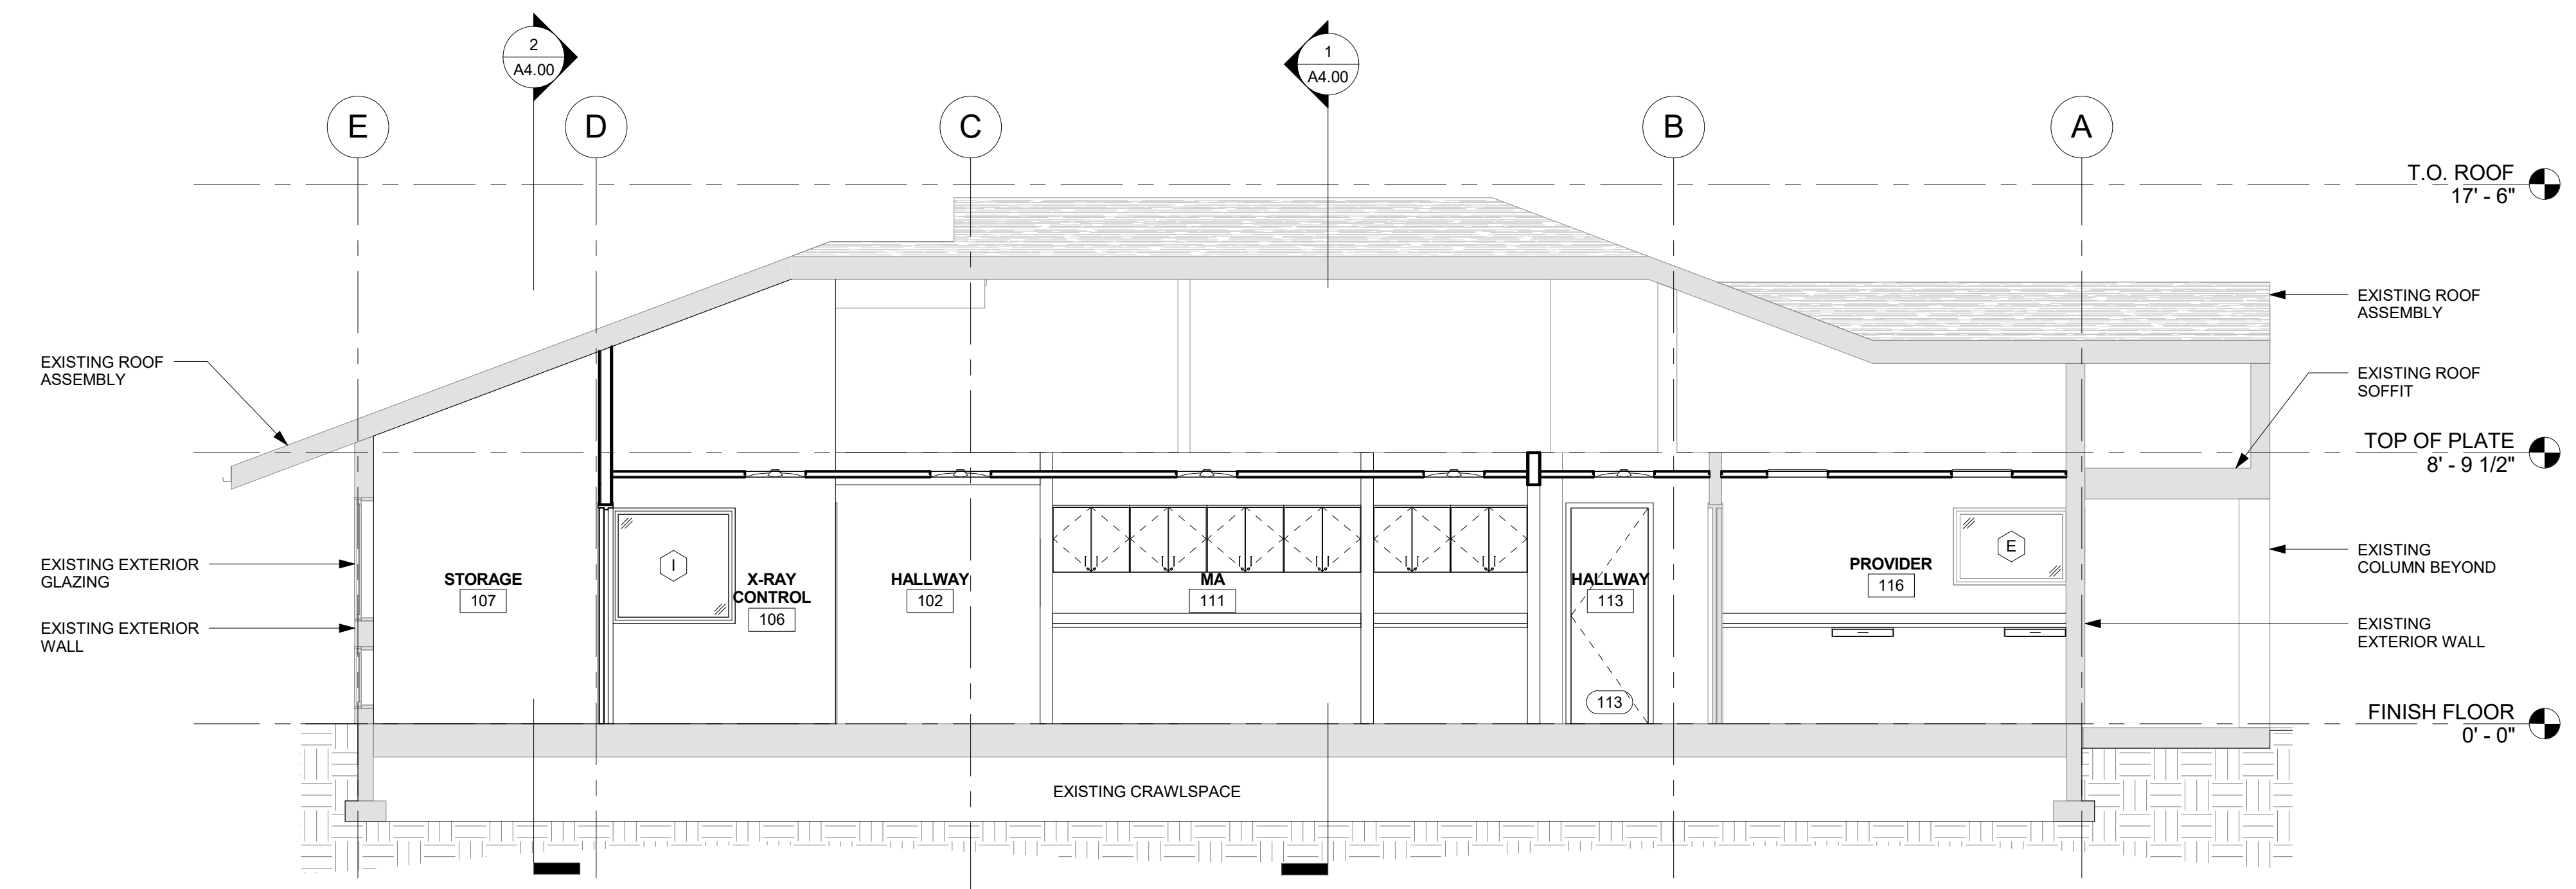 2
A4.00
1
A4.00
E
D
C
B
A
T.O. ROOF
17' - 6"
EXISTING ROOF
ASSEMBLY
EXISTING ROOF
ASSEMBLY
EXISTING ROOF
SOFFIT
TOP OF PLATE
8' - 9 1/2"
EXISTING EXTERIOR
GLAZING
EXISTING EXTERIOR
WALL
STORAGE
107
I
X-RAY
CONTROL
106
HALLWAY
102
MA
111
HALLWAY
113
113
PROVIDER
116
E
EXISTING
COLUMN BEYOND
EXISTING
EXTERIOR WALL
FINISH FLOOR
0' - 0"
EXISTING CRAWLSPACE